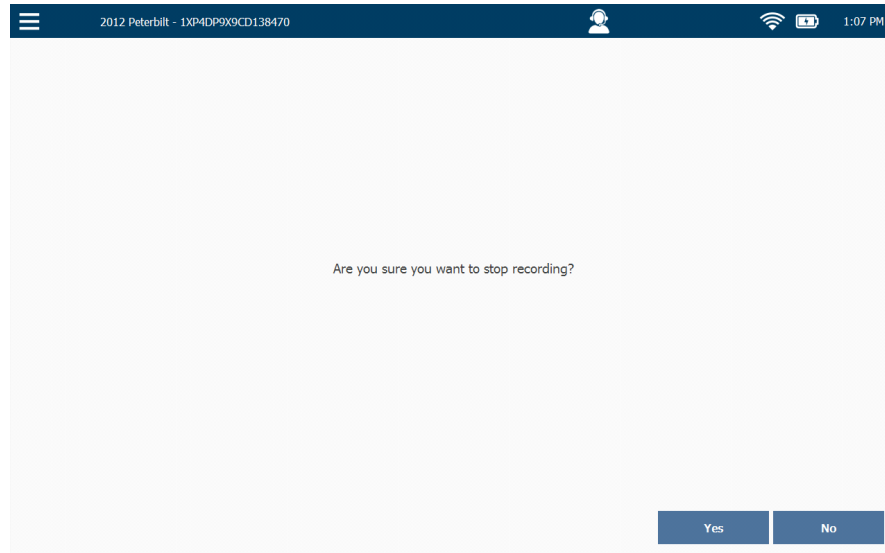 2012 Peterbilt - 1XP4DP9X9CD138470
1:07 PM
Are you sure you want to stop recording?
Yes
No